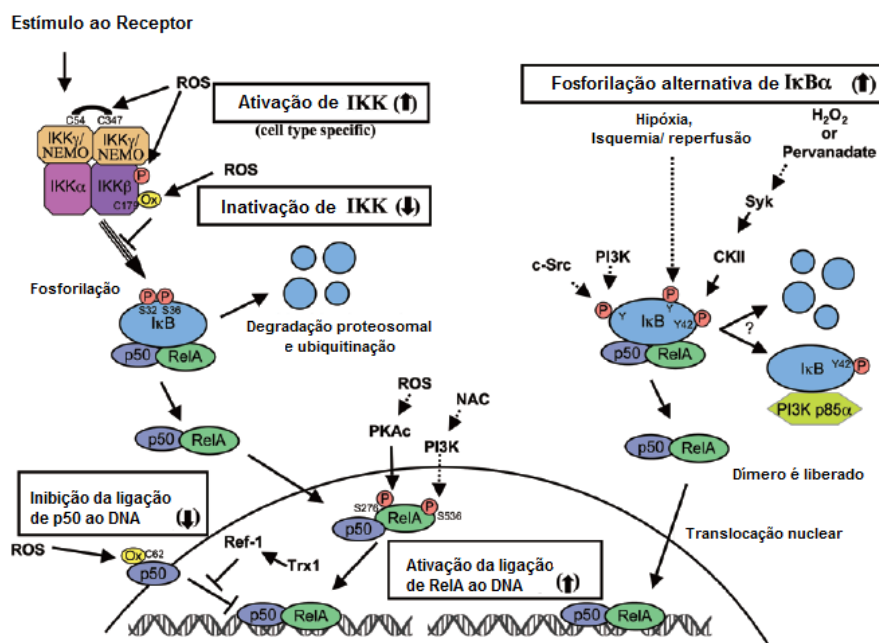 Estímulo ao Receptor
ROS
C54 C347
IKKγ/
NEMO
IKKγ/
NEMO
IKKα
IKKβ
P
C179
Ox
Ativação de IKK (⬆)
(cell type specific)
ROS
Inativação de IKK (⬇)
Fosforilação
P P
S32 S36
IκB
p50 RelA
Degradação proteosomal
e ubiquitinação
p50 RelA
Fosforilação alternativa de IκBα (⬆)
Hipóxia,
Isquemia/ reperfusão
H2O2
or
Pervanadate
Syk
CKII
c-Src
PI3K
P
Y
P
Y
P
Y42
IκB
p50 RelA
?
IκB
Y42
P
PI3K p85α
p50 RelA
Dímero é liberado
Translocação nuclear
ROS
PKAc
NAC
PI3K
S276
P
RelA
P
S536
p50
Inibição da ligação
de p50 ao DNA (⬇)
ROS
Ox
C62
p50
Ref-1
Trx1
Ativação da ligação
de RelA ao DNA (⬆)
p50 RelA
p50 RelA